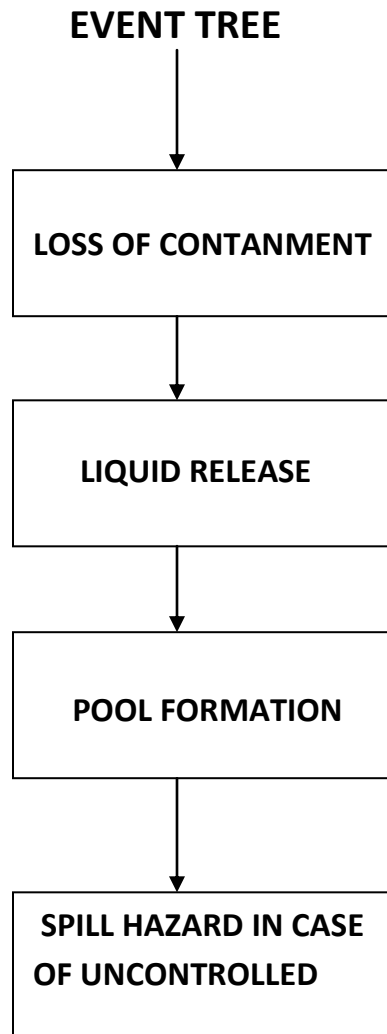 EVENT TREE
LOSS OF CONTANMENT
LIQUID RELEASE
POOL FORMATION
SPILL HAZARD IN CASE
OF UNCONTROLLED